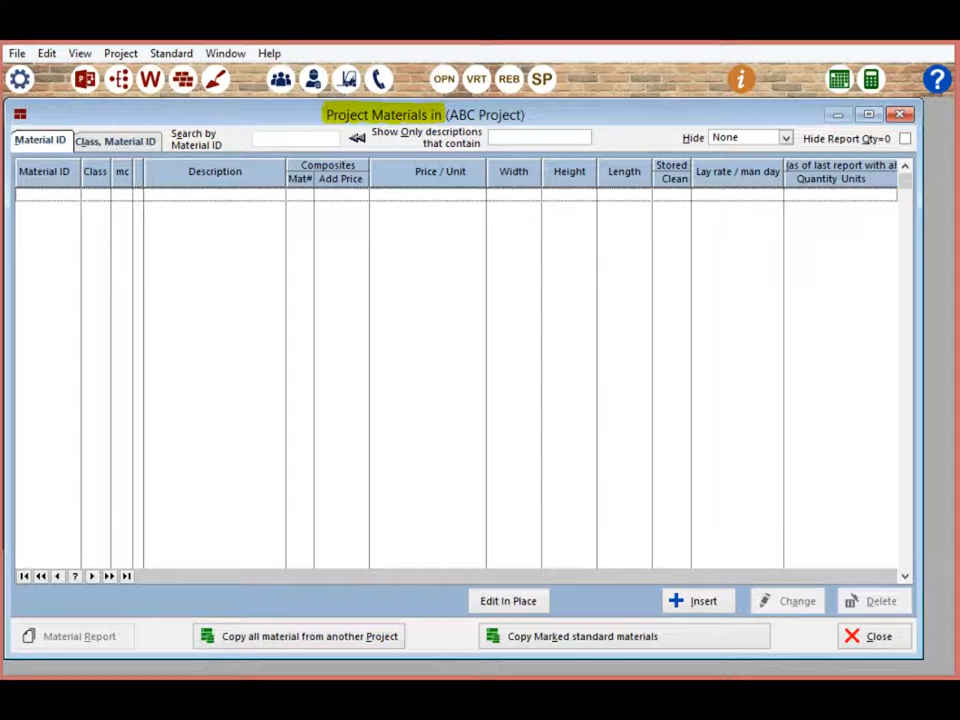 File Edit View Project Standard Window Help
W OPN VRT REB SP i ?
Project Materials in (ABC Project)
Material ID Class, Material ID Search by Material ID Show Only descriptions that contain Hide None Hide Report Qty=0
Material ID Class mc Description Composites Mat# Add Price Price / Unit Width Height Length Stored Clean Lay rate / man day (as of last report with al Quantity Units
?
Edit In Place Insert Change Delete
Material Report Copy all material from another Project Copy Marked standard materials Close